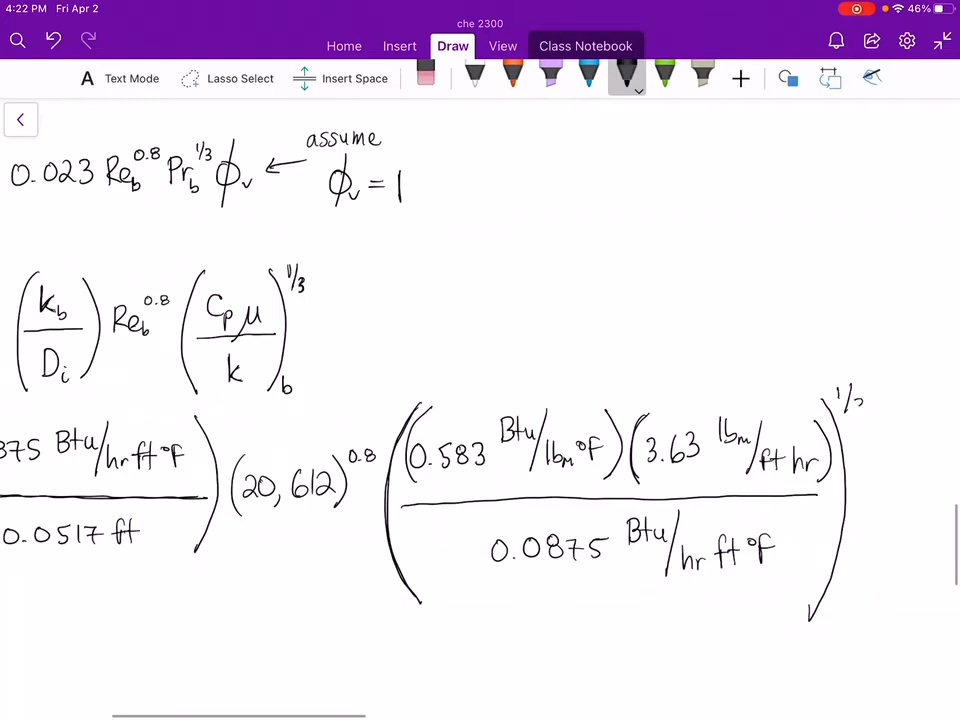 4:22 PM Fri Apr 2
46%
che 2300
Home Insert Draw View Class Notebook
A Text Mode Lasso Select Insert Space
assume
0.023 Re_b^0.8 Pr_b^1/3 ϕ_v ← ϕ_v = 1
(k_b / D_i) Re_b^0.8 (C_p μ / k)_b^1/3
375 Btu/hr ft °F) (20,612)^0.8 ((0.583 Btu/lbm °F)(3.63 lbm/ft hr))^1/
0.0517 ft 0.0875 Btu/hr ft °F